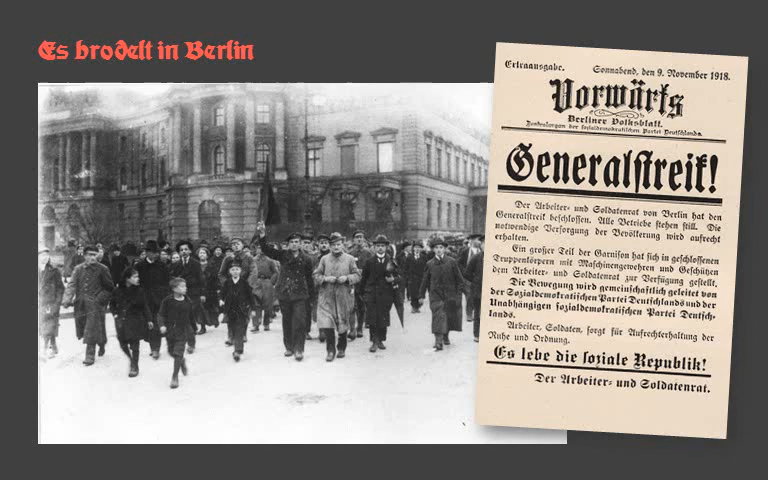 Es brodelt in Berlin
Extraausgabe. Sonnabend, den 9. November 1918.
Vorwärts
Berliner Volksblatt.
Zentralorgan der sozialdemokratischen Partei Deutschlands.
Generalstreik!
Der Arbeiter- und Soldatenrat von Berlin hat den
Generalstreik beschlossen. Alle Betriebe stehen still. Die
notwendige Versorgung der Bevölkerung wird aufrecht
erhalten.
Ein großer Teil der Garnison hat sich in geschlossenen
Truppenkörpern mit Maschinengewehren und Geschützen
dem Arbeiter- und Soldatenrat zur Verfügung gestellt.
Die Bewegung wird gemeinschaftlich geleitet von
der Sozialdemokratischen Partei Deutschlands und der
Unabhängigen sozialdemokratischen Partei Deutsch-
lands.
Arbeiter, Soldaten, sorgt für Aufrechterhaltung der
Ruhe und Ordnung.
Es lebe die soziale Republik!
Der Arbeiter- und Soldatenrat.